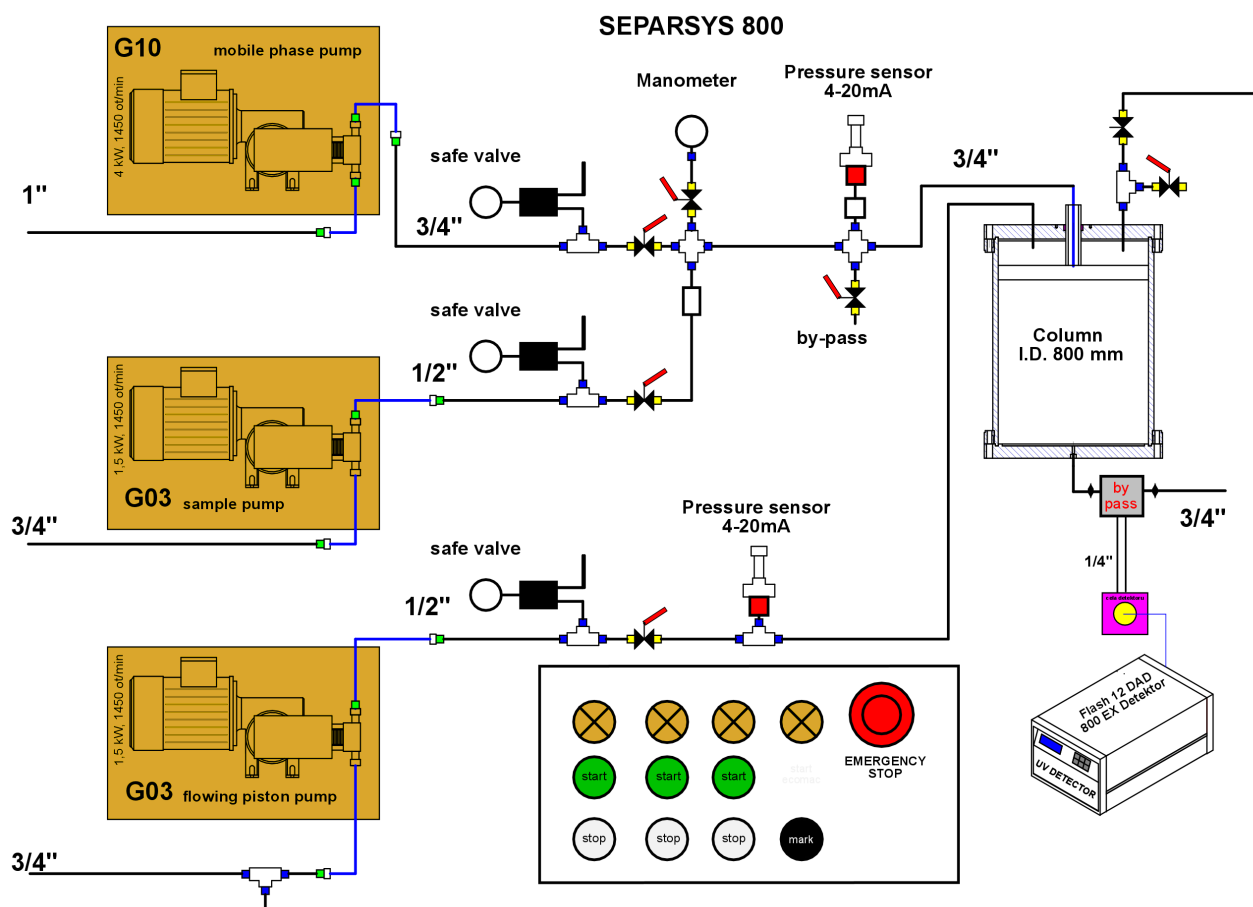 SEPARSYS 800
G10 mobile phase pump
4 kW, 1450 ot/min
1"
safe valve
3/4"
Manometer
Pressure sensor
4-20mA
3/4"
by-pass
Column
I.D. 800 mm
safe valve
1/2"
1,5 kW, 1450 ot/min
G03 sample pump
3/4"
by
pass
3/4"
1/4"
Pressure sensor
4-20mA
safe valve
1/2"
1,5 kW, 1450 ot/min
G03 flowing piston pump
3/4"
EMERGENCY
STOP
start
start
start
start
stop
stop
stop
mark
Flash 12 DAD
800 EX Detektor
UV DETECTOR